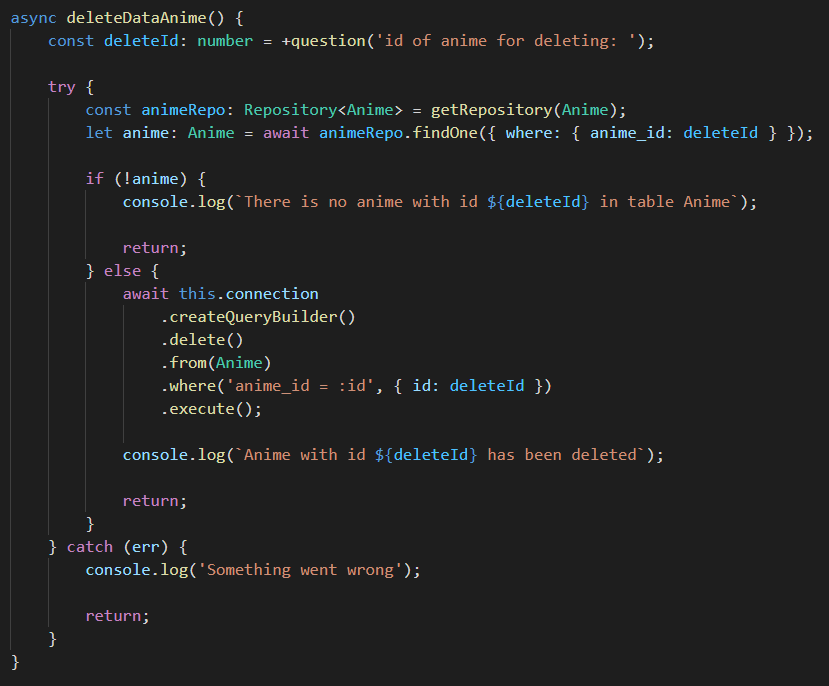 async deleteDataAnime() {
    const deleteId: number = +question('id of anime for deleting: ');

    try {
        const animeRepo: Repository<Anime> = getRepository(Anime);
        let anime: Anime = await animeRepo.findOne({ where: { anime_id: deleteId } });

        if (!anime) {
            console.log(`There is no anime with id ${deleteId} in table Anime`);

            return;
        } else {
            await this.connection
                .createQueryBuilder()
                .delete()
                .from(Anime)
                .where('anime_id = :id', { id: deleteId })
                .execute();

            console.log(`Anime with id ${deleteId} has been deleted`);

            return;
        }
    } catch (err) {
        console.log('Something went wrong');

        return;
    }
}